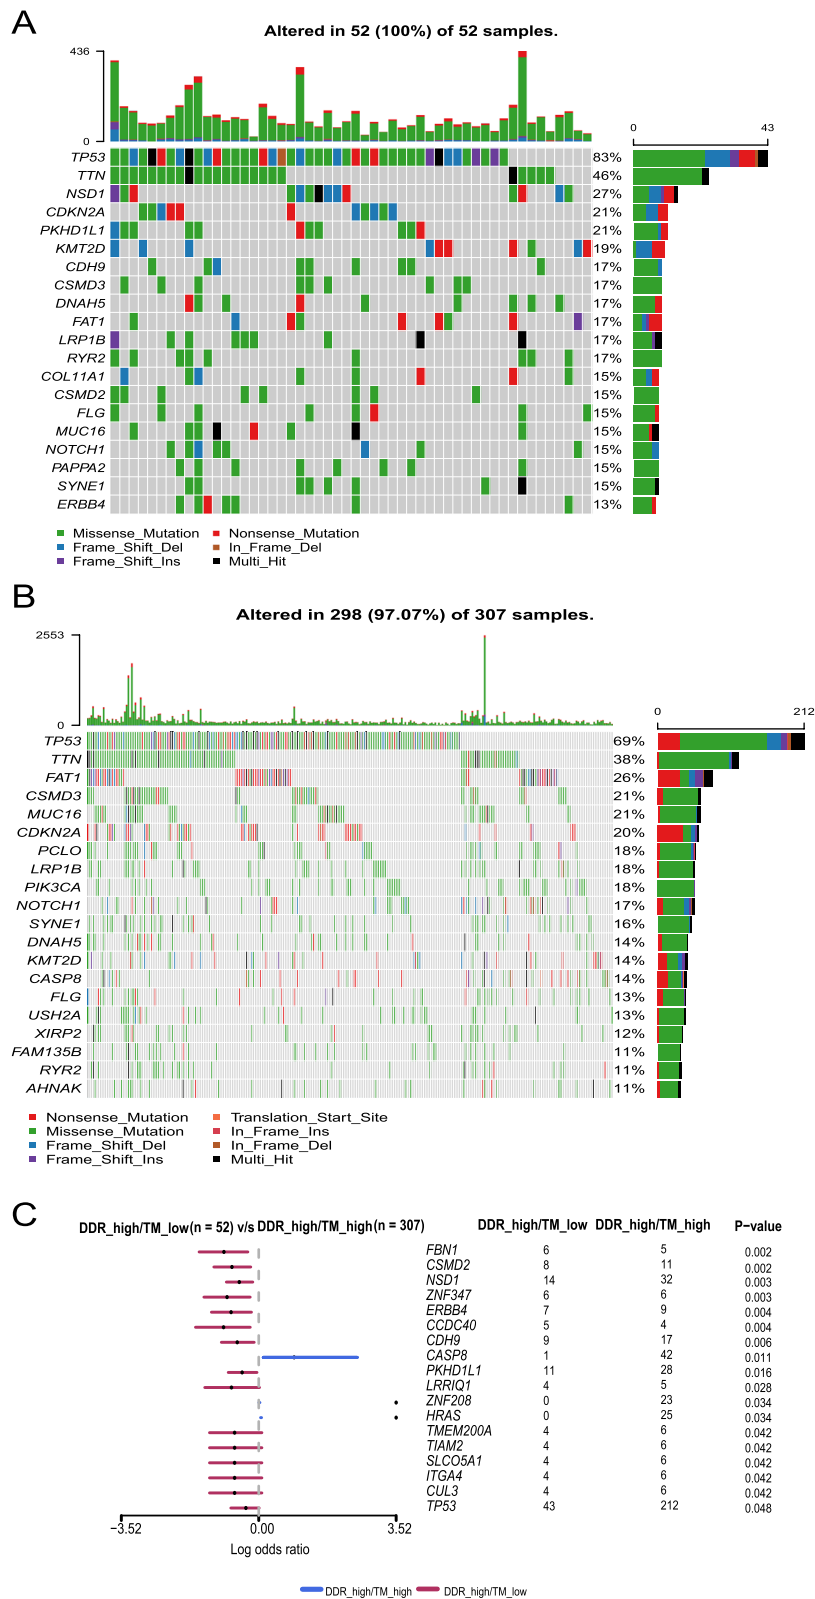 A
Altered in 52 (100%) of 52 samples.
436
0
0 43
TP53 83%
TTN 46%
NSD1 27%
CDKN2A 21%
PKHD1L1 21%
KMT2D 19%
CDH9 17%
CSMD3 17%
DNAH5 17%
FAT1 17%
LRP1B 17%
RYR2 17%
COL11A1 15%
CSMD2 15%
FLG 15%
MUC16 15%
NOTCH1 15%
PAPPA2 15%
SYNE1 15%
ERBB4 13%
Missense_Mutation Nonsense_Mutation
Frame_Shift_Del In_Frame_Del
Frame_Shift_Ins Multi_Hit
B
Altered in 298 (97.07%) of 307 samples.
2553
0
0 212
TP53 69%
TTN 38%
FAT1 26%
CSMD3 21%
MUC16 21%
CDKN2A 20%
PCLO 18%
LRP1B 18%
PIK3CA 18%
NOTCH1 17%
SYNE1 16%
DNAH5 14%
KMT2D 14%
CASP8 14%
FLG 13%
USH2A 13%
XIRP2 12%
FAM135B 11%
RYR2 11%
AHNAK 11%
Nonsense_Mutation Translation_Start_Site
Missense_Mutation In_Frame_Ins
Frame_Shift_Del In_Frame_Del
Frame_Shift_Ins Multi_Hit
C
DDR_high/TM_low(n = 52) v/s DDR_high/TM_high(n = 307) DDR_high/TM_low DDR_high/TM_high P−value
FBN1 6 5 0.002
CSMD2 8 11 0.002
NSD1 14 32 0.003
ZNF347 6 6 0.003
ERBB4 7 9 0.004
CCDC40 5 4 0.004
CDH9 9 17 0.006
CASP8 1 42 0.011
PKHD1L1 11 28 0.016
LRRIQ1 4 5 0.028
ZNF208 0 23 0.034
HRAS 0 25 0.034
TMEM200A 4 6 0.042
TIAM2 4 6 0.042
SLCO5A1 4 6 0.042
ITGA4 4 6 0.042
CUL3 4 6 0.042
TP53 43 212 0.048
−3.52 0.00 3.52
Log odds ratio
DDR_high/TM_high DDR_high/TM_low